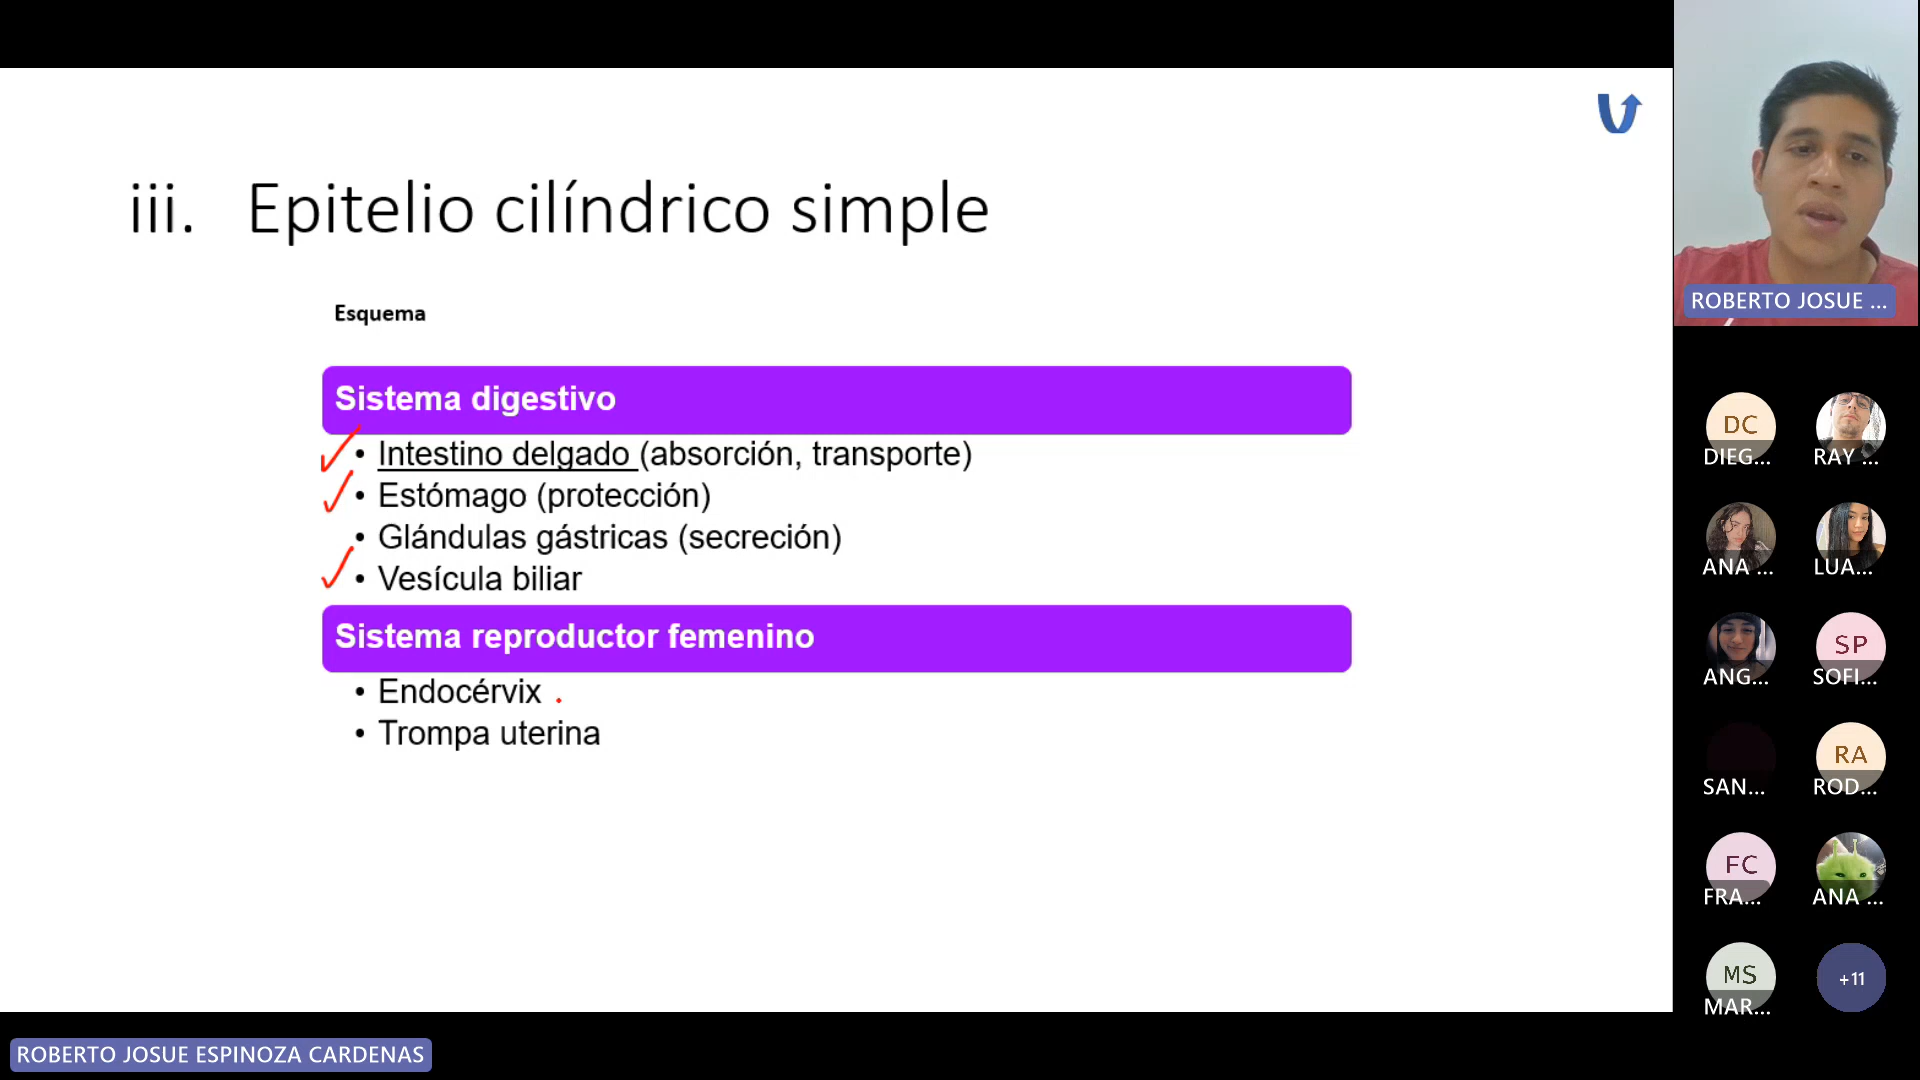 iii. Epitelio cilíndrico simple
Esquema
Sistema digestivo
• Intestino delgado (absorción, transporte)
• Estómago (protección)
• Glándulas gástricas (secreción)
• Vesícula biliar
Sistema reproductor femenino
• Endocérvix
• Trompa uterina
ROBERTO JOSUE ESPINOZA CARDENAS
ROBERTO JOSUE ...
DC
DIEG...
RAY ...
ANA ...
LUA...
ANG...
SP
SOFI...
SAN...
RA
ROD...
FC
FRA...
ANA ...
MS
MAR...
+11